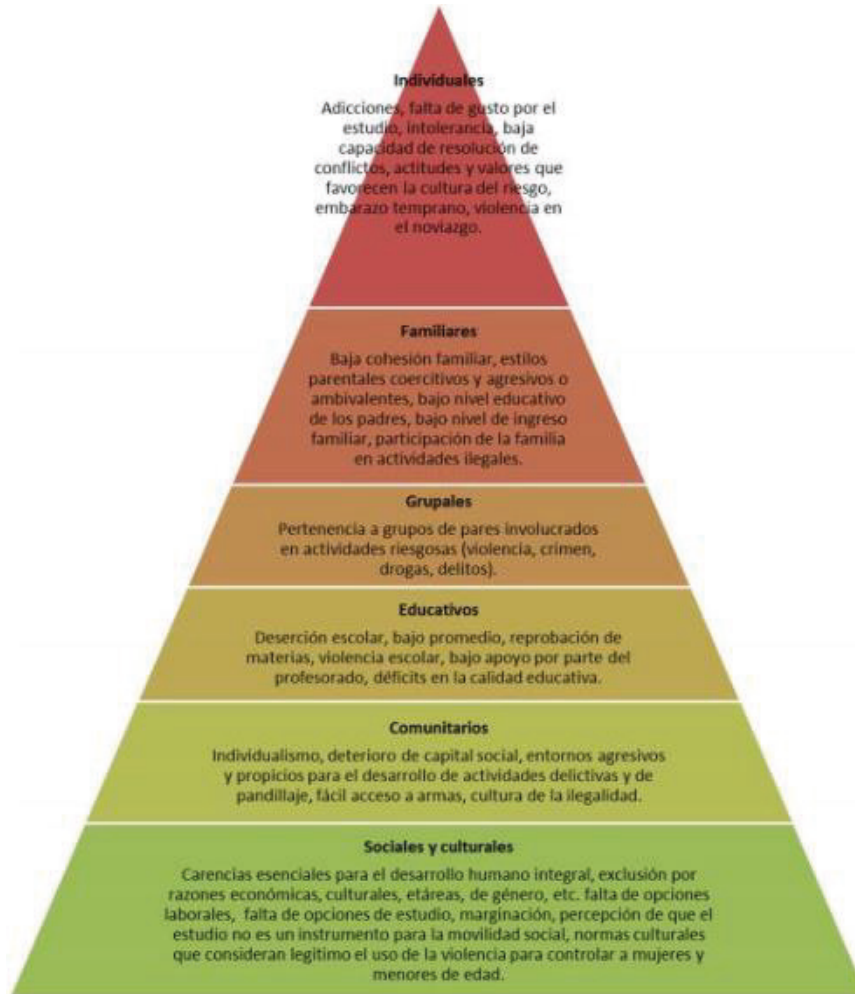 Individuales
Adicciones, falta de gusto por el
estudio, intolerancia, baja
capacidad de resolución de
conflictos, actitudes y valores que
favorecen la cultura del riesgo,
embarazo temprano, violencia en
el noviazgo.
Familiares
Baja cohesión familiar, estilos
parentales coercitivos y agresivos o
ambivalentes, bajo nivel educativo
de los padres, bajo nivel de ingreso
familiar, participación de la familia
en actividades ilegales.
Grupales
Pertenencia a grupos de pares involucrados
en actividades riesgosas (violencia, crimen,
drogas, delitos).
Educativos
Deserción escolar, bajo promedio, reprobación de
materias, violencia escolar, bajo apoyo por parte del
profesorado, déficits en la calidad educativa.
Comunitarios
Individualismo, deterioro de capital social, entornos agresivos
y propicios para el desarrollo de actividades delictivas y de
pandillaje, fácil acceso a armas, cultura de la ilegalidad.
Sociales y culturales
Carencias esenciales para el desarrollo humano integral, exclusión por
razones económicas, culturales, etáreas, de género, etc. falta de opciones
laborales, falta de opciones de estudio, marginación, percepción de que el
estudio no es un instrumento para la movilidad social, normas culturales
que consideran legítimo el uso de la violencia para controlar a mujeres y
menores de edad.